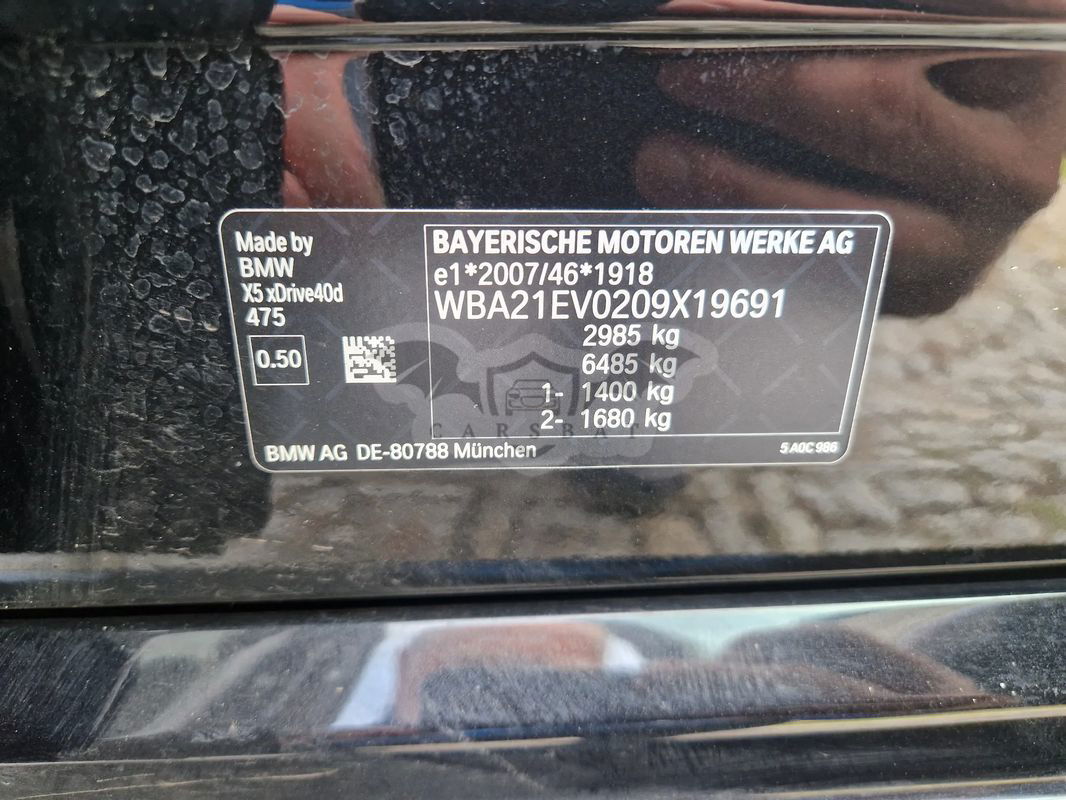 Made by
BMW
X5 xDrive40d
475
0.50
BAYERISCHE MOTOREN WERKE AG
e1*2007/46*1918
WBA21EV0209X19691
2985 kg
6485 kg
1- 1400 kg
2- 1680 kg
CARSBAT
BMW AG DE-80788 München
5 A0C 986